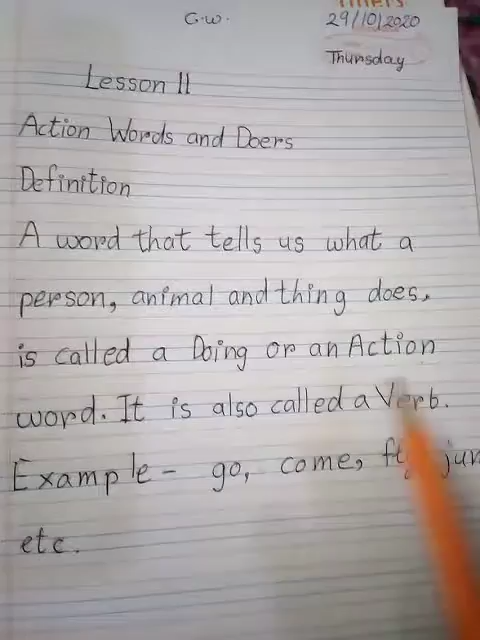 C.W.
29/10/2020
Thursday
Lesson 11
Action Words and Doers
Definition
A word that tells us what a
person, animal and thing does.
is called a Doing or an Action
word. It is also called a Verb.
Example - go, come,
etc.